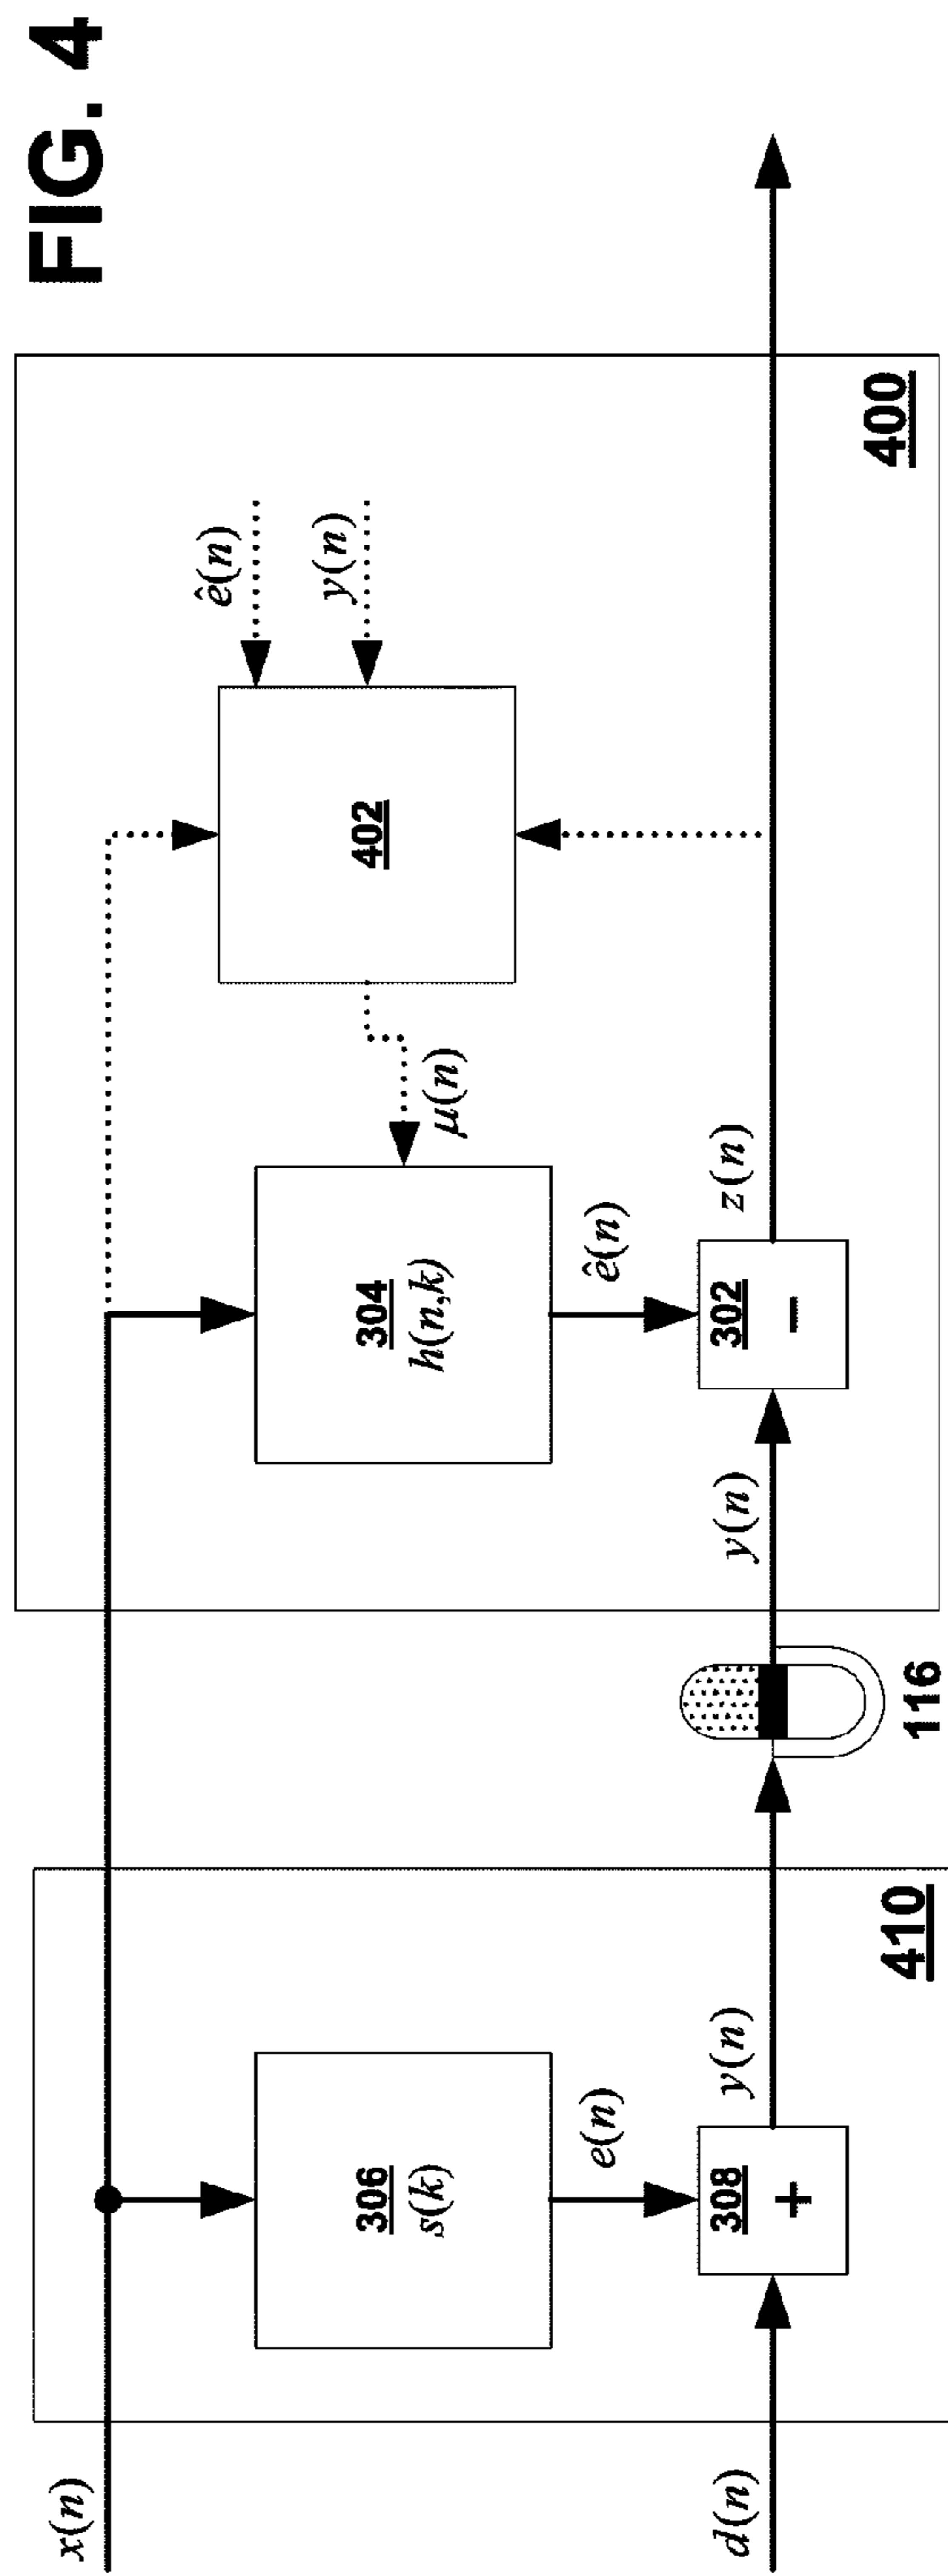 FIG. 4
x(n)
306
s(k)
e(n)
d(n)
308
+
y(n)
410
116
y(n)
304
h(n,k)
ê(n)
302
−
z(n)
μ(n)
402
ê(n)
y(n)
400